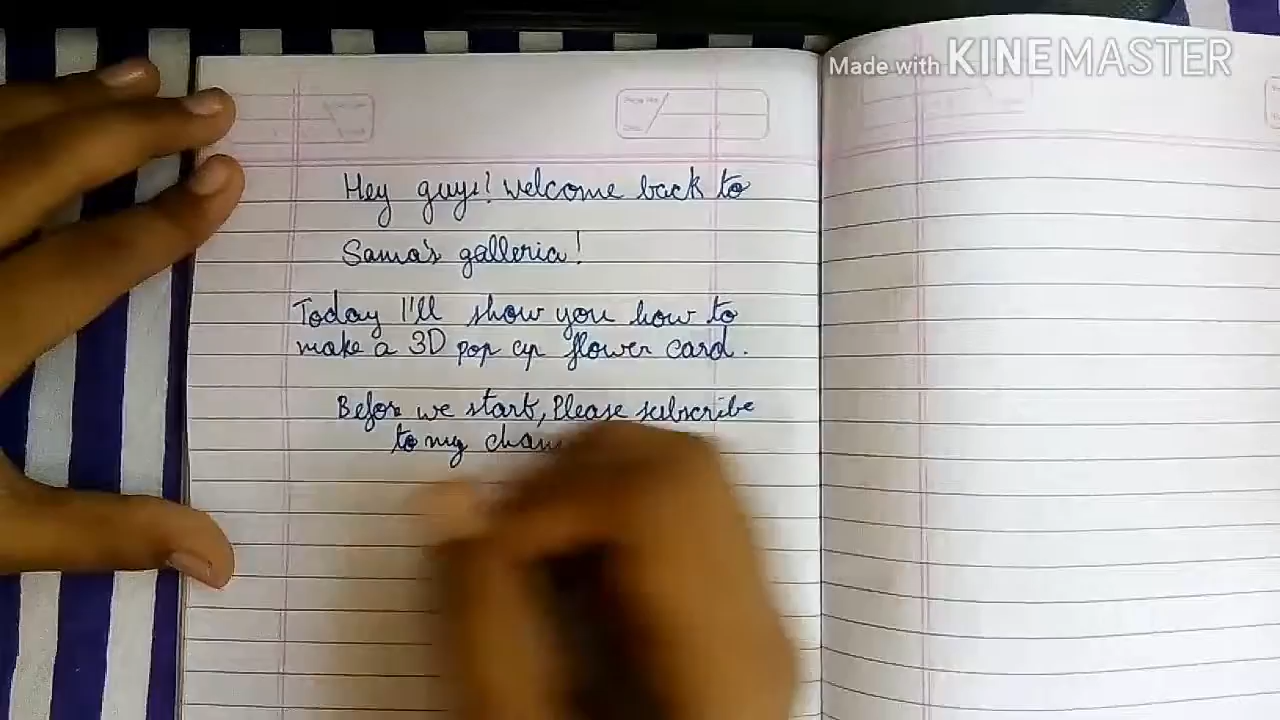 Made with KINEMASTER
Hey guys! Welcome back to
Sama's galleria!
Today I'll show you how to
make a 3D pop up flower card.
Before we start, Please subscribe
to my